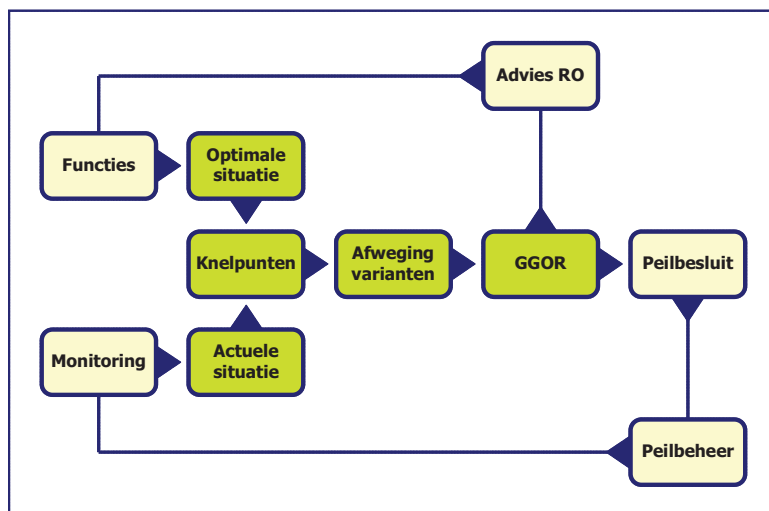 Advies RO
Functies
Optimale
situatie
Knelpunten
Afweging
varianten
GGOR
Peilbesluit
Monitoring
Actuele
situatie
Peilbeheer